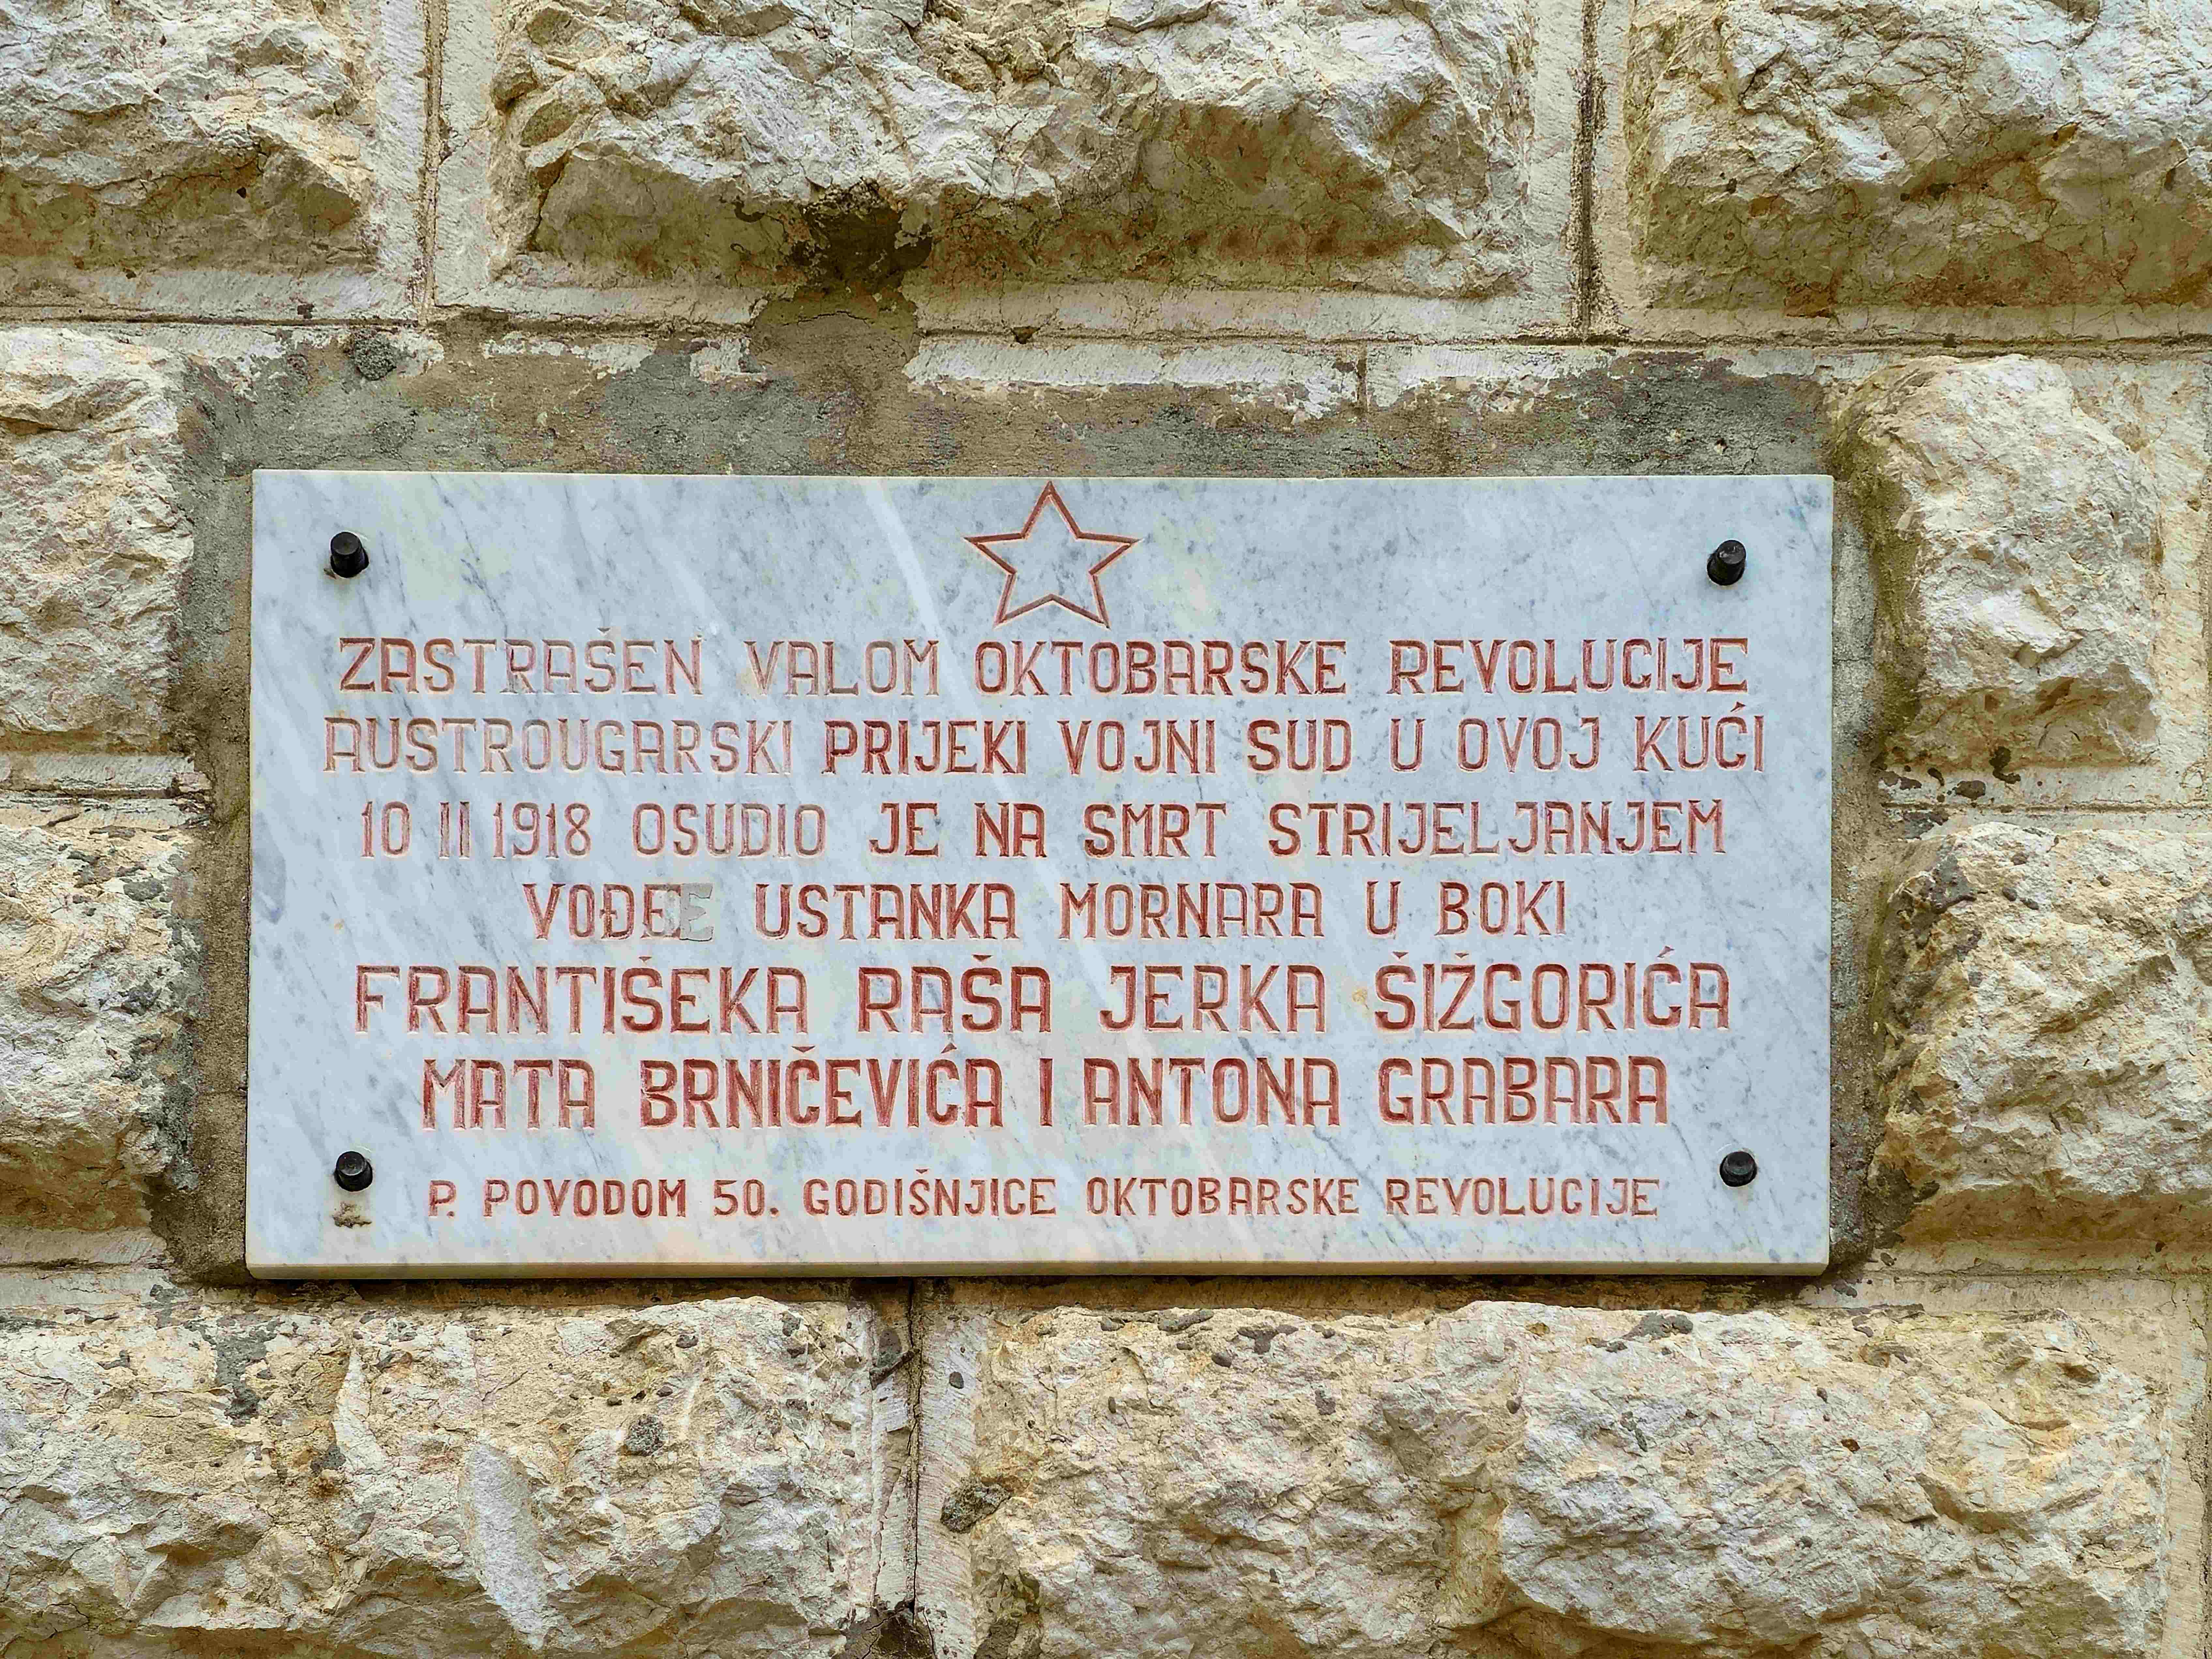 ZASTRAŠEN VALOM OKTOBARSKE REVOLUCIJE
AUSTROUGARSKI PRIJEKI VOJNI SUD U OVOJ KUĆI
10 II 1918 OSUDIO JE NA SMRT STRIJELJANJEM
VOĐE USTANKA MORNARA U BOKI
FRANTIŠEKA RAŠA JERKA ŠIŽGORIĆA
MATA BRNIČEVIĆA I ANTONA GRABARA
P. POVODOM 50. GODIŠNJICE OKTOBARSKE REVOLUCIJE